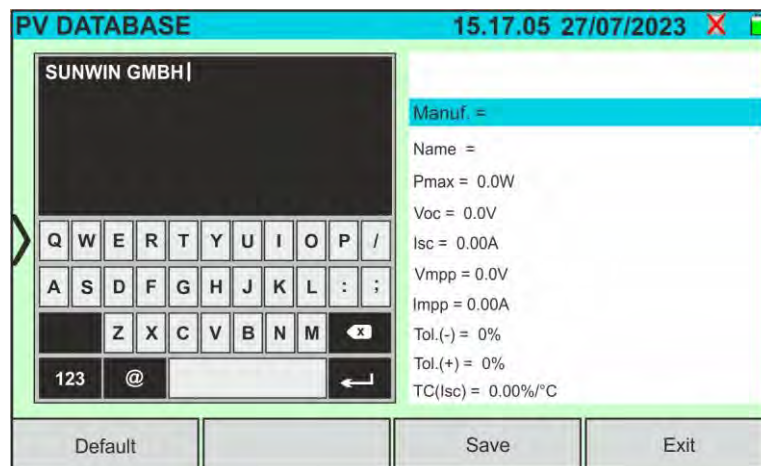 PV DATABASE 15.17.05 27/07/2023
SUNWIN GMBH
Manuf. =
Name =
Pmax = 0.0W
Voc = 0.0V
Isc = 0.00A
Vmpp = 0.0V
Impp = 0.00A
Tol.(-) = 0%
Tol.(+) = 0%
TC(Isc) = 0.00%/°C
Q W E R T Y U I O P /
A S D F G H J K L : ;
Z X C V B N M x
123 @
Default Save Exit